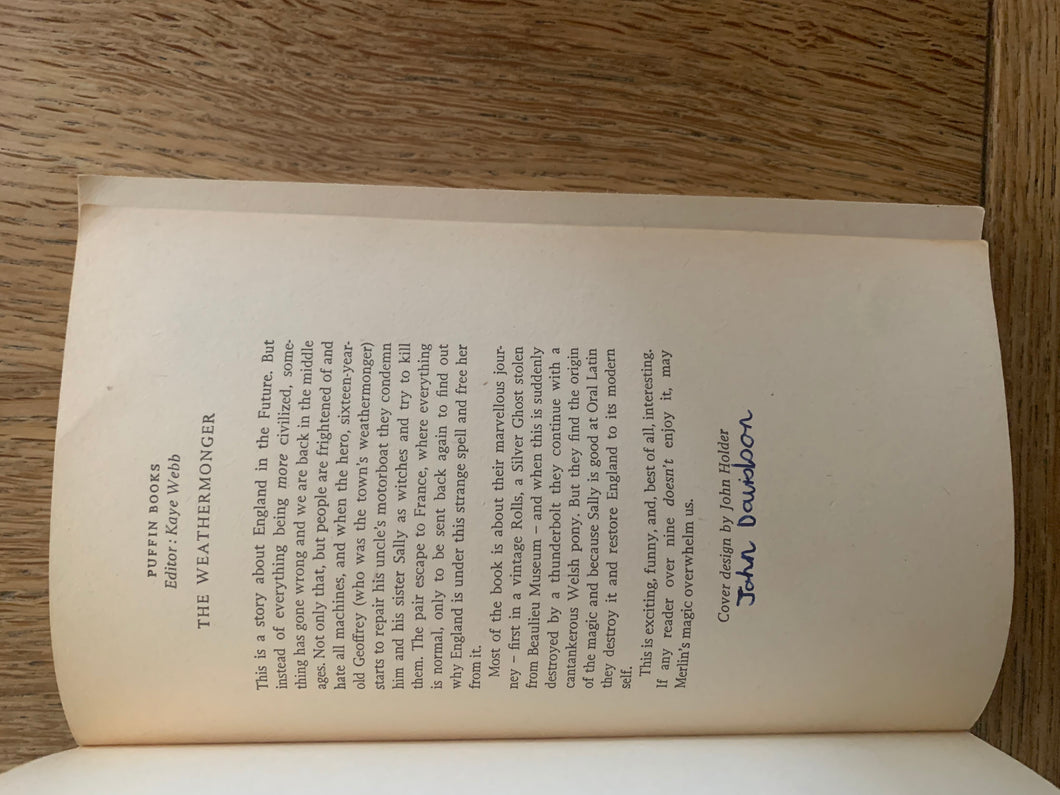 PUFFIN BOOKS
Editor: Kaye Webb
THE WEATHERMONGER
This is a story about England in the Future. But
instead of everything being more civilized, some-
thing has gone wrong and we are back in the middle
ages. Not only that, but people are frightened of and
hate all machines, and when the hero, sixteen-year-
old Geoffrey (who was the town's weathermonger)
starts to repair his uncle's motorboat they condemn
him and his sister Sally as witches and try to kill
them. The pair escape to France, where everything
is normal, only to be sent back again to find out
why England is under this strange spell and free her
from it.
Most of the book is about their marvellous jour-
ney – first in a vintage Rolls, a Silver Ghost stolen
from Beaulieu Museum – and when this is suddenly
destroyed by a thunderbolt they continue with a
cantankerous Welsh pony. But they find the origin
of the magic and because Sally is good at Oral Latin
they destroy it and restore England to its modern
self.
This is exciting, funny, and, best of all, interesting.
If any reader over nine doesn't enjoy it, may
Merlin's magic overwhelm us.
Cover design by John Holder
John Davidson